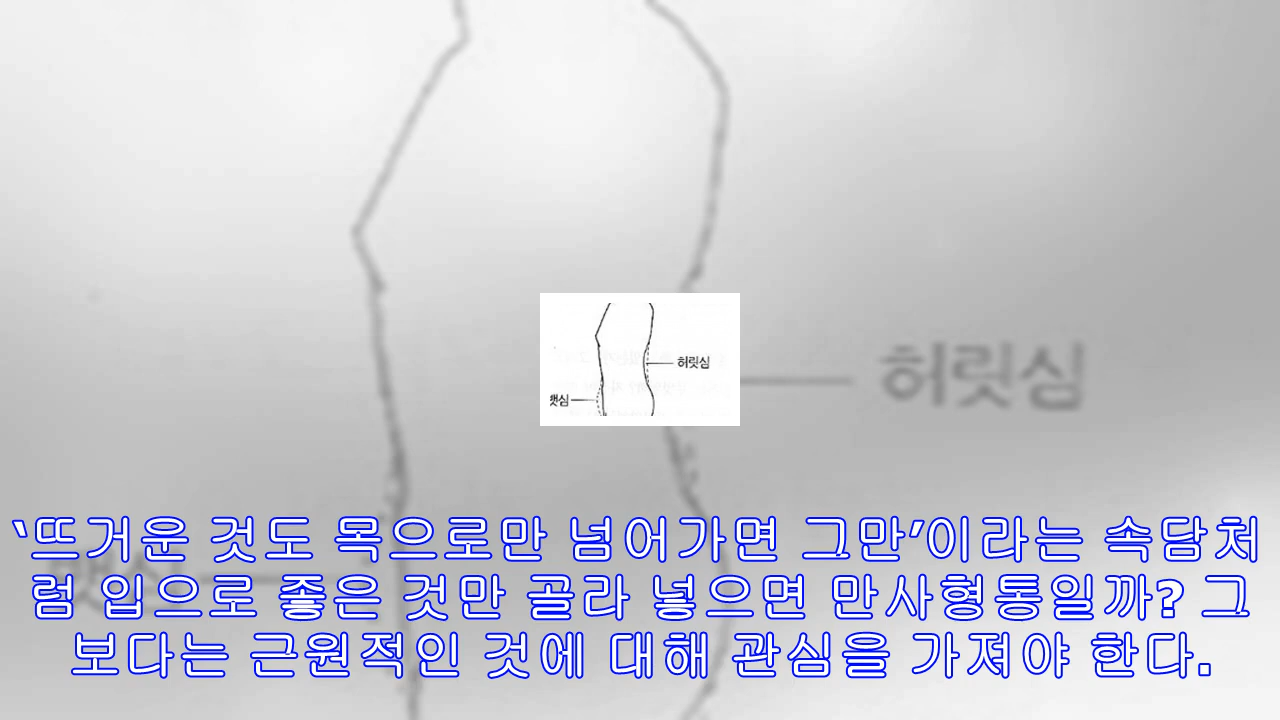 허릿심
뱃심
허릿심
‘뜨거운 것도 목으로만 넘어가면 그만’이라는 속담처
럼 입으로 좋은 것만 골라 넣으면 만사형통일까? 그
보다는 근원적인 것에 대해 관심을 가져야 한다.